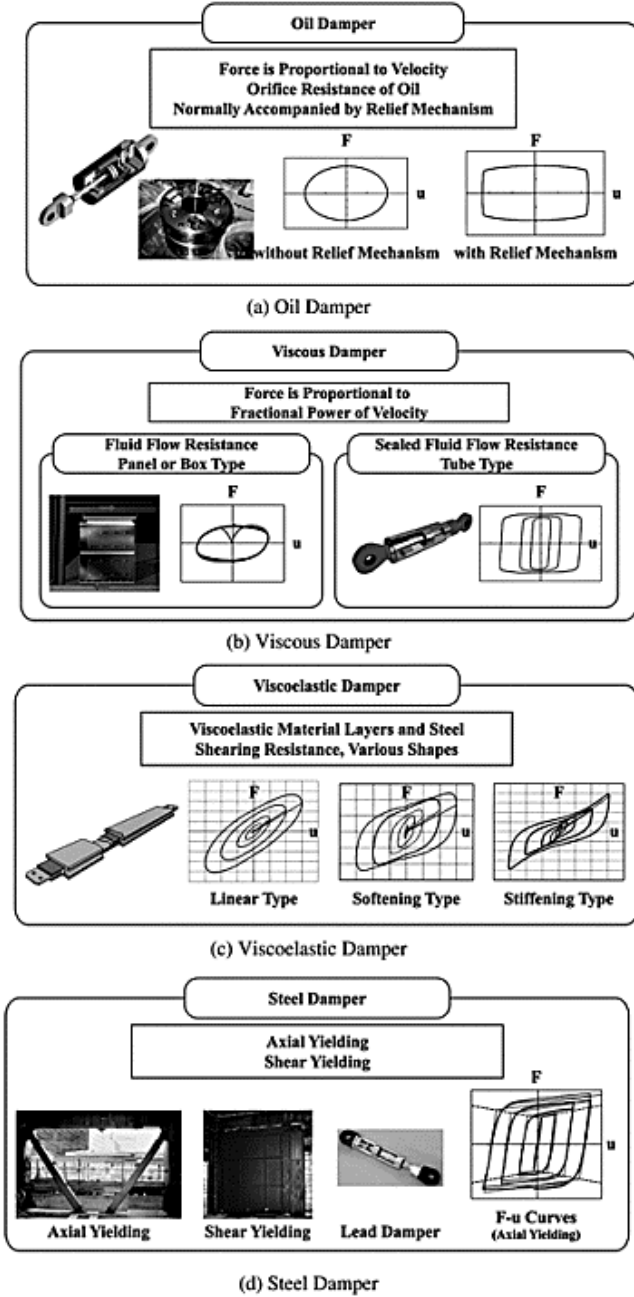 Oil Damper
Force is Proportional to Velocity
Orifice Resistance of Oil
Normally Accompanied by Relief Mechanism
F
F
u
u
without Relief Mechanism
with Relief Mechanism
(a) Oil Damper
Viscous Damper
Force is Proportional to
Fractional Power of Velocity
Fluid Flow Resistance
Panel or Box Type
F
u
Sealed Fluid Flow Resistance
Tube Type
F
u
(b) Viscous Damper
Viscoelastic Damper
Viscoelastic Material Layers and Steel
Shearing Resistance, Various Shapes
F
u
Linear Type
F
u
Softening Type
F
u
Stiffening Type
(c) Viscoelastic Damper
Steel Damper
Axial Yielding
Shear Yielding
F
u
Axial Yielding
Shear Yielding
Lead Damper
F-u Curves
(Axial Yielding)
(d) Steel Damper